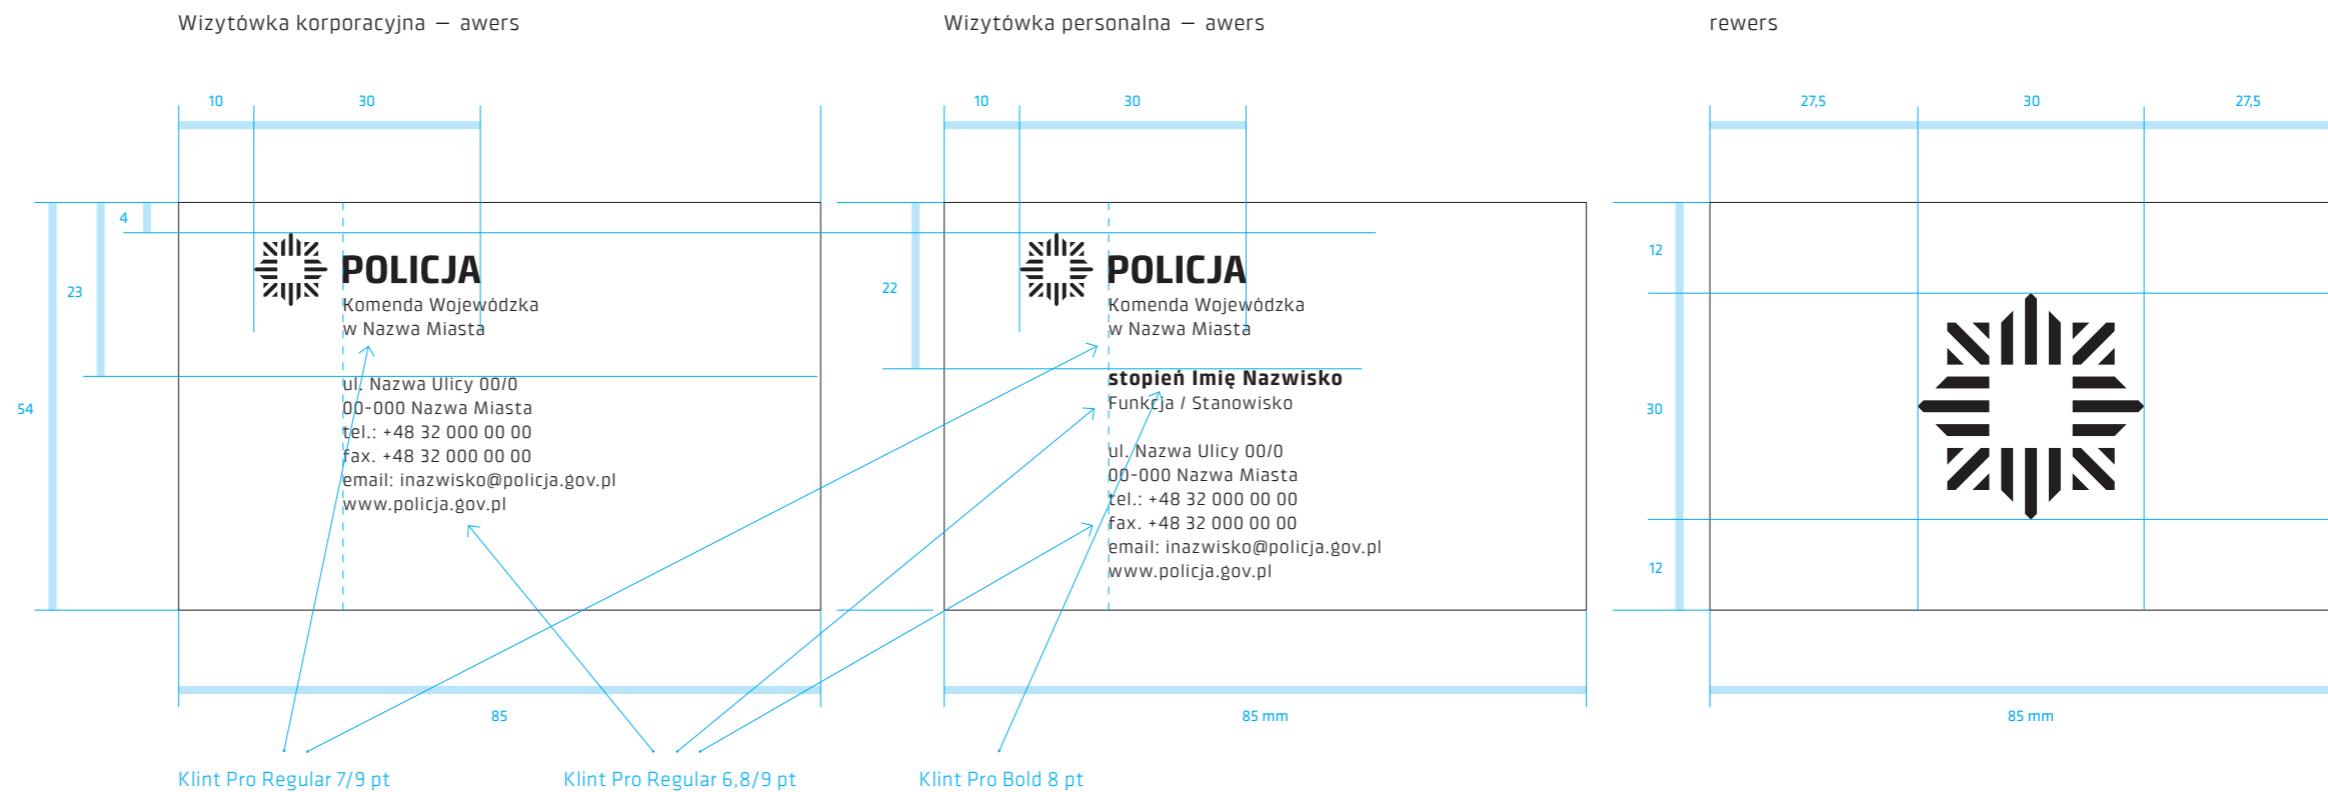 Wizytówka korporacyjna — awers
10
30
4
23
54
POLICJA
Komenda Wojewódzka
w Nazwa Miasta
ul. Nazwa Ulicy 00/0
00-000 Nazwa Miasta
tel.: +48 32 000 00 00
fax. +48 32 000 00 00
email: inazwisko@policja.gov.pl
www.policja.gov.pl
85
Wizytówka personalna — awers
10
30
22
POLICJA
Komenda Wojewódzka
w Nazwa Miasta
stopień Imię Nazwisko
Funkcja / Stanowisko
ul. Nazwa Ulicy 00/0
00-000 Nazwa Miasta
tel.: +48 32 000 00 00
fax. +48 32 000 00 00
email: inazwisko@policja.gov.pl
www.policja.gov.pl
85 mm
rewers
27,5
30
27,5
12
30
12
85 mm
Klint Pro Regular 7/9 pt
Klint Pro Regular 6,8/9 pt
Klint Pro Bold 8 pt